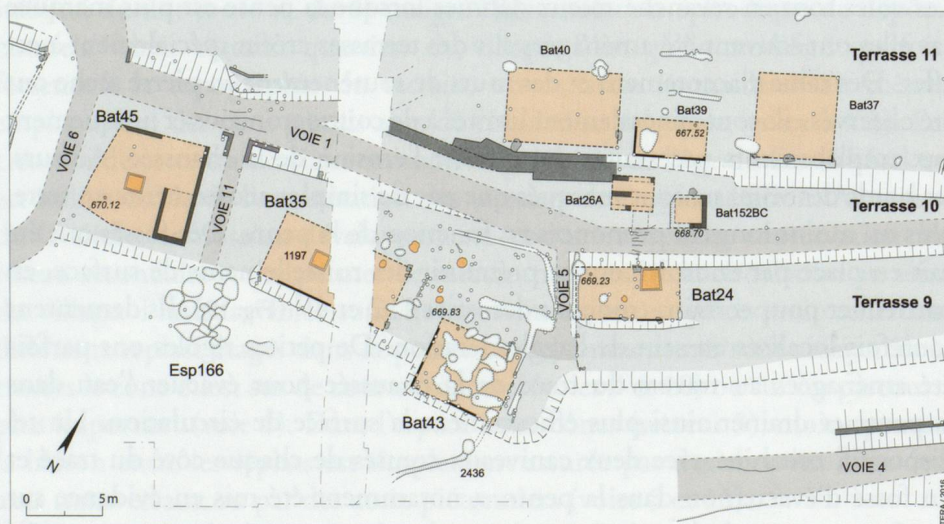 Terrasse 11
Bat40
Bat37
Bat39
667.52
Bat45
VOIE 6
VOIE 1
VOIE 11
Bat35
670.12
1197
Bat26A
Bat152BC
668.70
Terrasse 10
VOIE 5
669.23
Bat24
Terrasse 9
669.83
Esp166
Bat43
2436
N
5m
VOIE 4